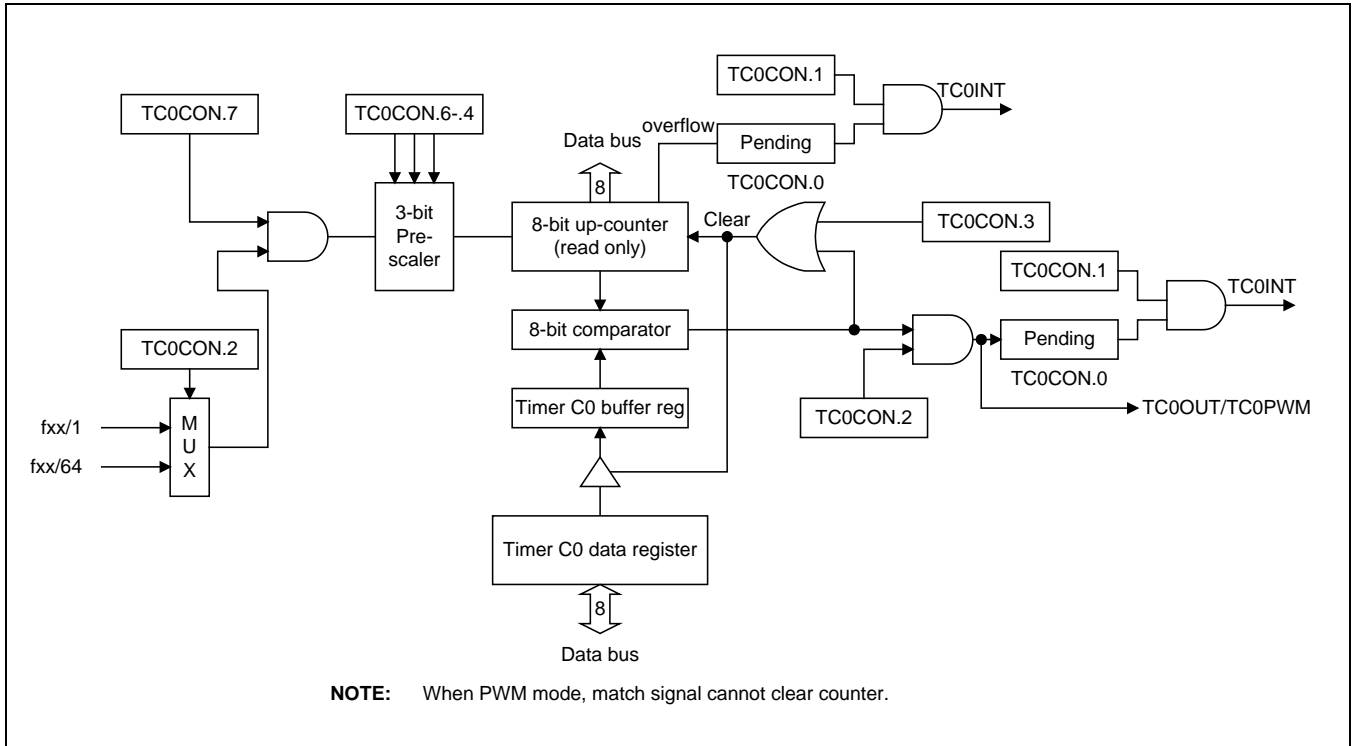 TC0CON.1
TC0INT
TC0CON.7
TC0CON.6-.4
overflow
Data bus
Pending
8
TC0CON.0
3-bit
Pre-
scaler
8-bit up-counter
(read only)
Clear
TC0CON.3
TC0CON.1
TC0INT
8-bit comparator
Pending
TC0CON.2
TC0CON.0
Timer C0 buffer reg
TC0CON.2
TC0OUT/TC0PWM
fxx/1
fxx/64
M
U
X
Timer C0 data register
8
Data bus
NOTE: When PWM mode, match signal cannot clear counter.